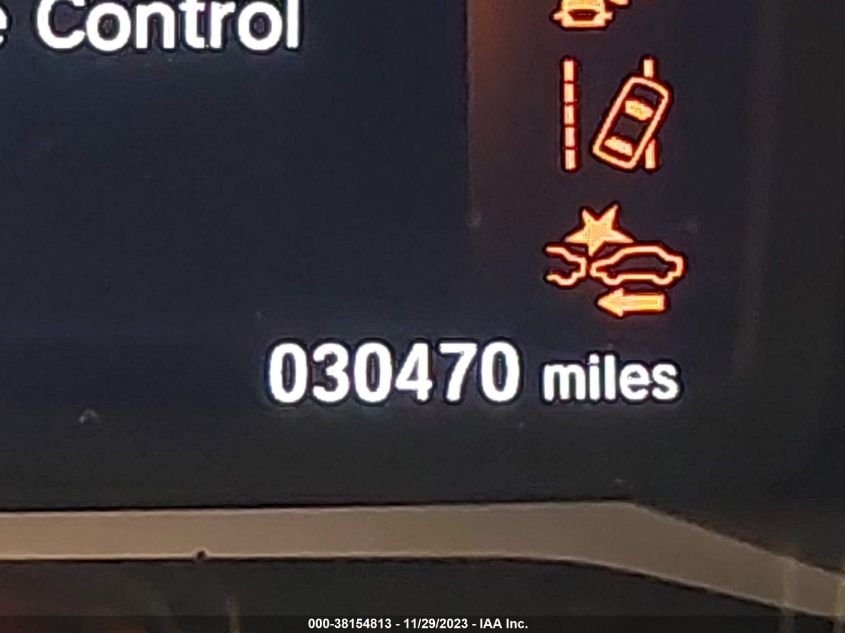 Control
030470 miles
000-38154813 - 11/29/2023 - IAA Inc.